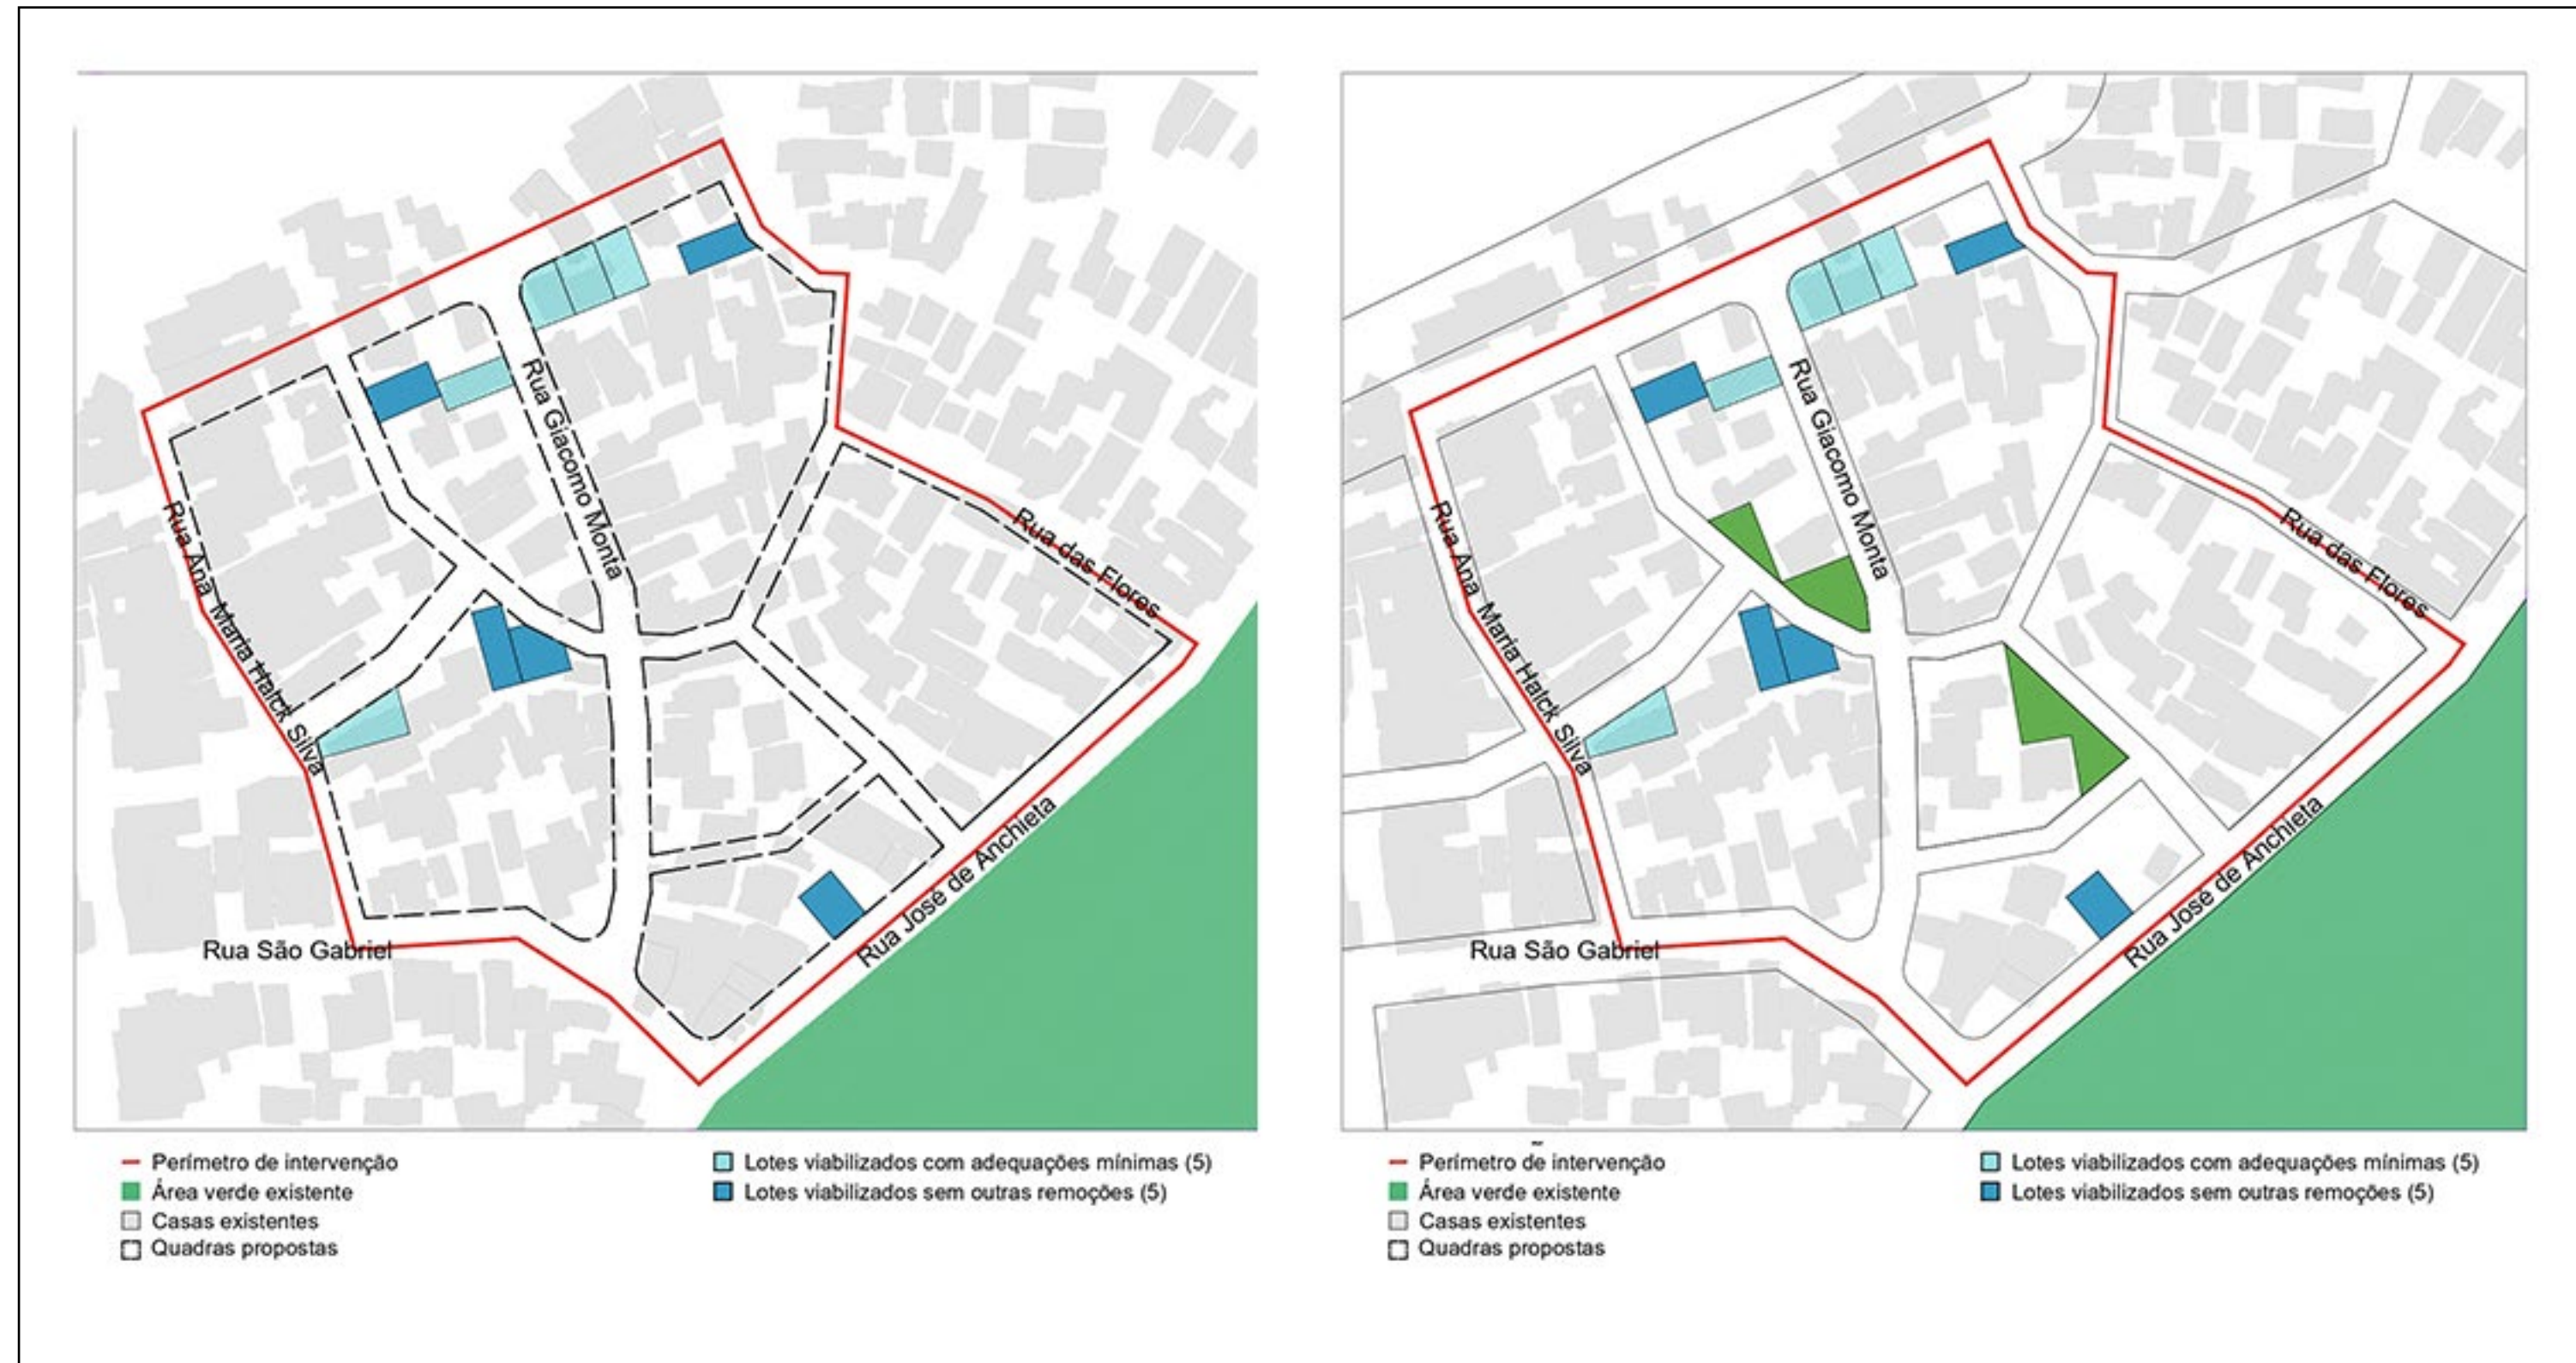 Rua Giacomo Monta
Rua Ana Maria Halck Silva
Rua das Flores
Rua José de Anchieta
Rua São Gabriel
Perímetro de intervenção
Área verde existente
Casas existentes
Quadras propostas
Lotes viabilizados com adequações mínimas (5)
Lotes viabilizados sem outras remoções (5)
Rua Giacomo Monta
Rua Ana Maria Halck Silva
Rua das Flores
Rua José de Anchieta
Rua São Gabriel
Perímetro de intervenção
Área verde existente
Casas existentes
Quadras propostas
Lotes viabilizados com adequações mínimas (5)
Lotes viabilizados sem outras remoções (5)